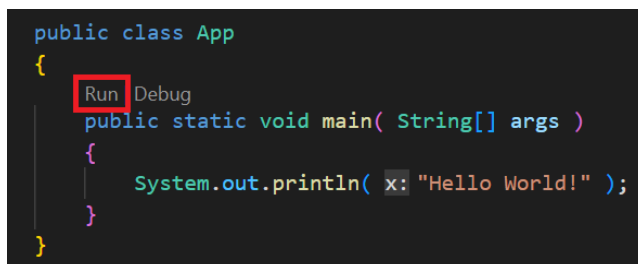 public class App
{
Run Debug
public static void main( String[] args )
{
System.out.println( x: "Hello World!" );
}
}